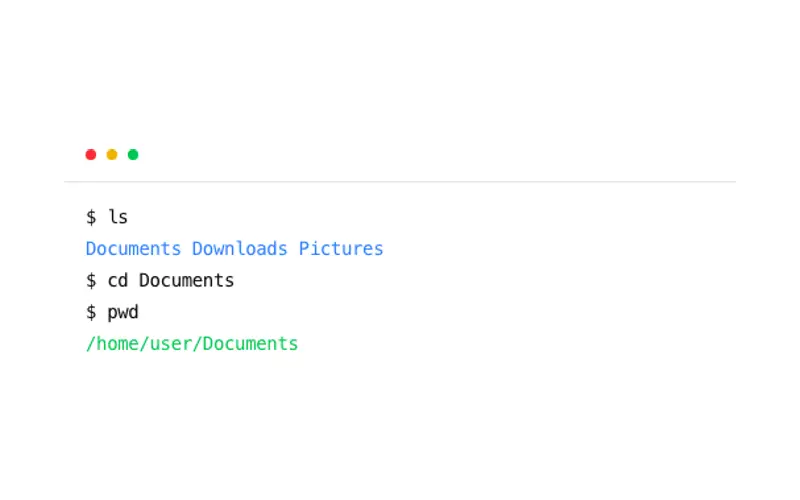 $ ls
Documents Downloads Pictures
$ cd Documents
$ pwd
/home/user/Documents